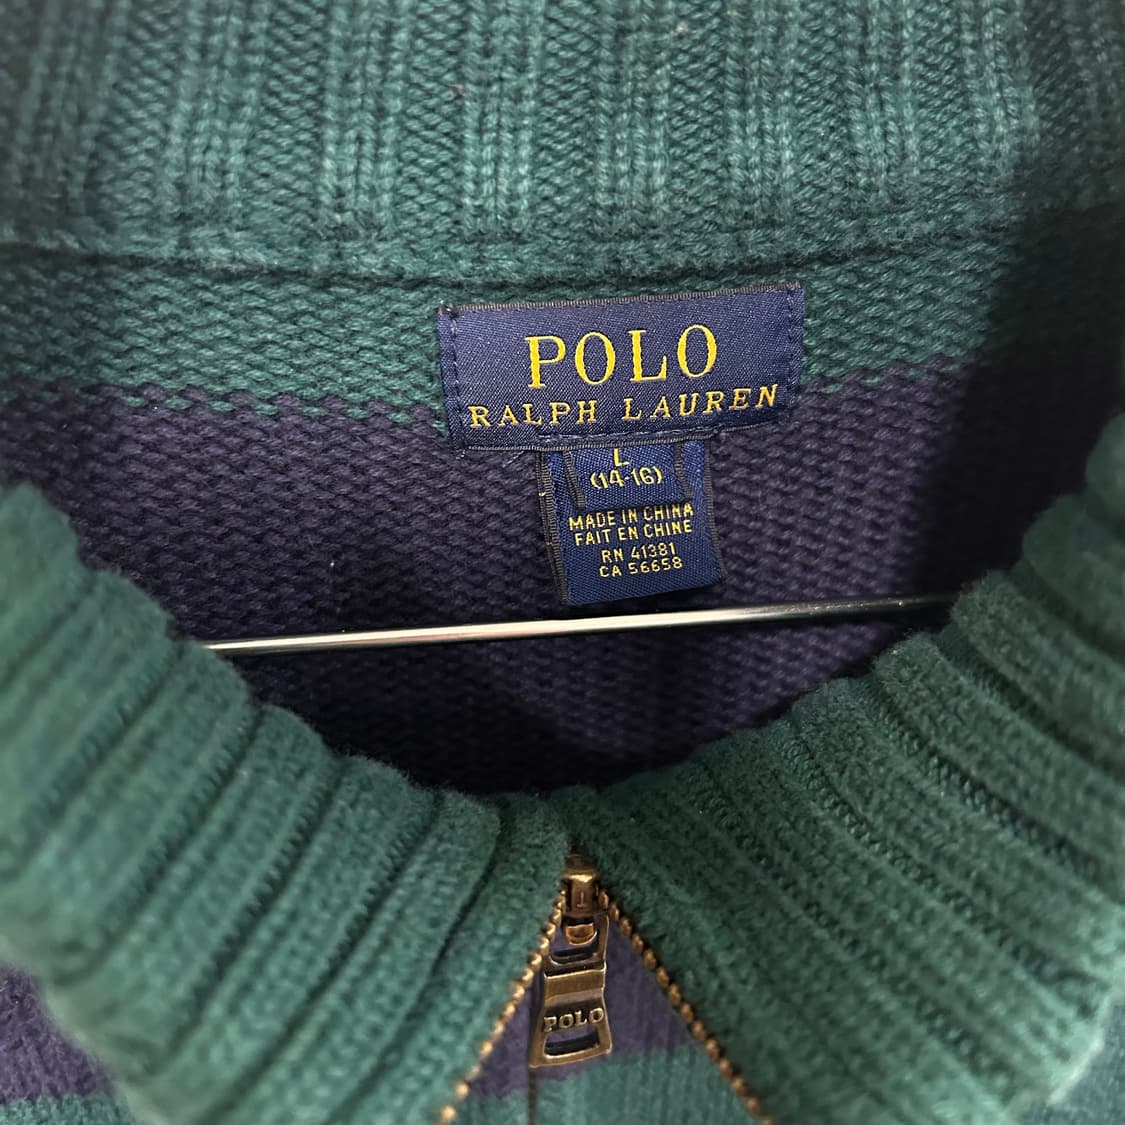 POLO
RALPH LAUREN
L
(14-16)
MADE IN CHINA
FAIT EN CHINE
RN 41381
CA 56658
POLO